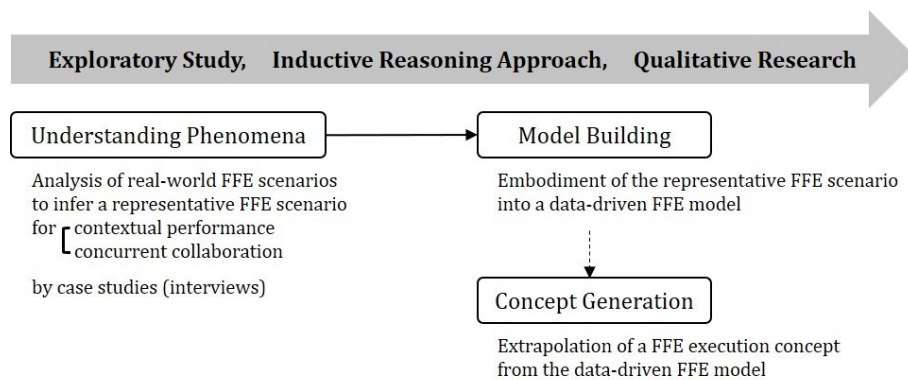 Exploratory Study, Inductive Reasoning Approach, Qualitative Research
Understanding Phenomena
Analysis of real-world FFE scenarios
to infer a representative FFE scenario
for contextual performance
concurrent collaboration
by case studies (interviews)
Model Building
Embodiment of the representative FFE scenario
into a data-driven FFE model
Concept Generation
Extrapolation of a FFE execution concept
from the data-driven FFE model